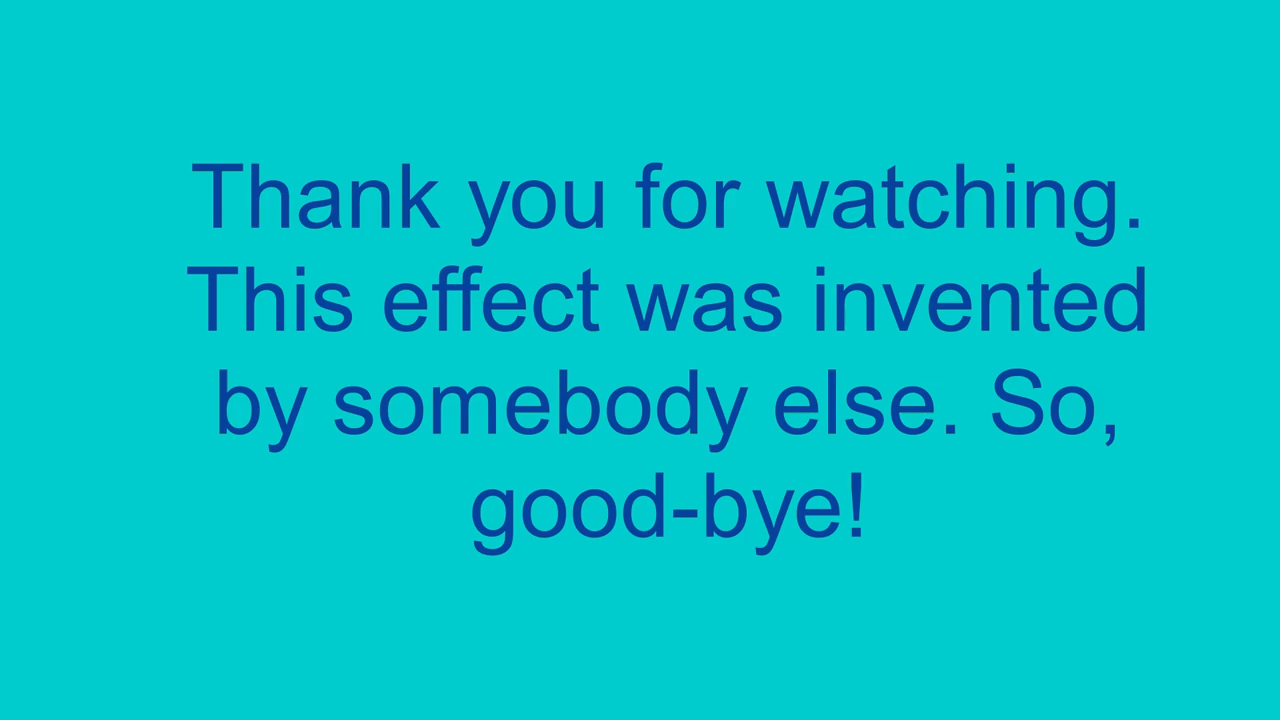 Thank you for watching.
This effect was invented
by somebody else. So,
good-bye!